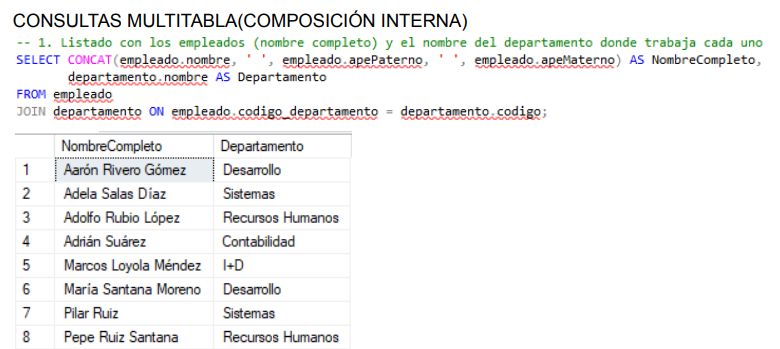 CONSULTAS MULTITABLA(COMPOSICIÓN INTERNA)
-- 1. Listado con los empleados (nombre completo) y el nombre del departamento donde trabaja cada uno
SELECT CONCAT(empleado.nombre, ' ', empleado.apePaterno, ' ', empleado.apeMaterno) AS NombreCompleto,
departamento.nombre AS Departamento
FROM empleado
JOIN departamento ON empleado.codigo_departamento = departamento.codigo;
NombreCompleto Departamento
1 Aarón Rivero Gómez Desarrollo
2 Adela Salas Díaz Sistemas
3 Adolfo Rubio López Recursos Humanos
4 Adrián Suárez Contabilidad
5 Marcos Loyola Méndez I+D
6 María Santana Moreno Desarrollo
7 Pilar Ruiz Sistemas
8 Pepe Ruiz Santana Recursos Humanos